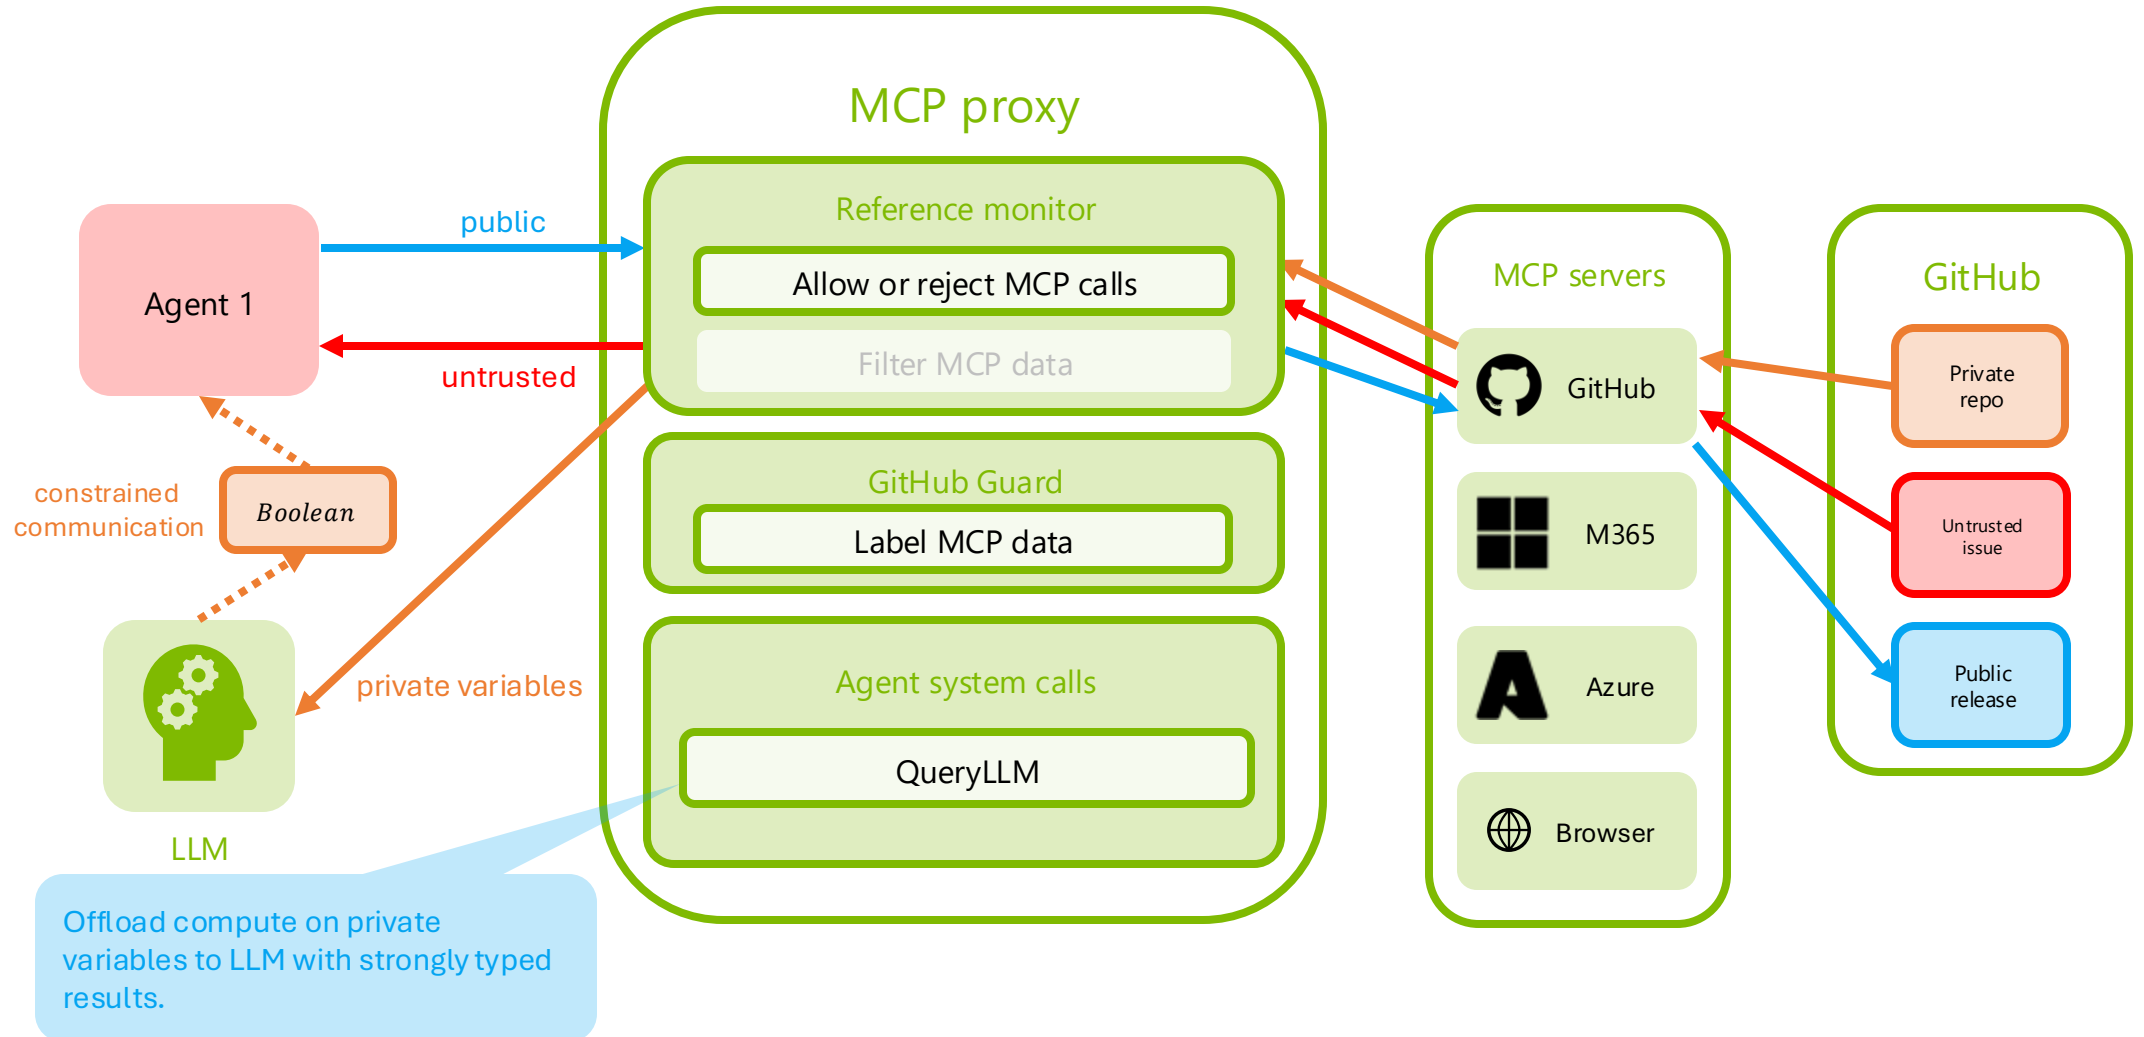 MCP proxy
Reference monitor
Allow or reject MCP calls
Filter MCP data
GitHub Guard
Label MCP data
Agent system calls
QueryLLM
public
Agent 1
untrusted
constrained
communication
Boolean
private variables
LLM
Offload compute on private
variables to LLM with strongly typed
results.
MCP servers
GitHub
M365
Azure
Browser
GitHub
Private
repo
Untrusted
issue
Public
release